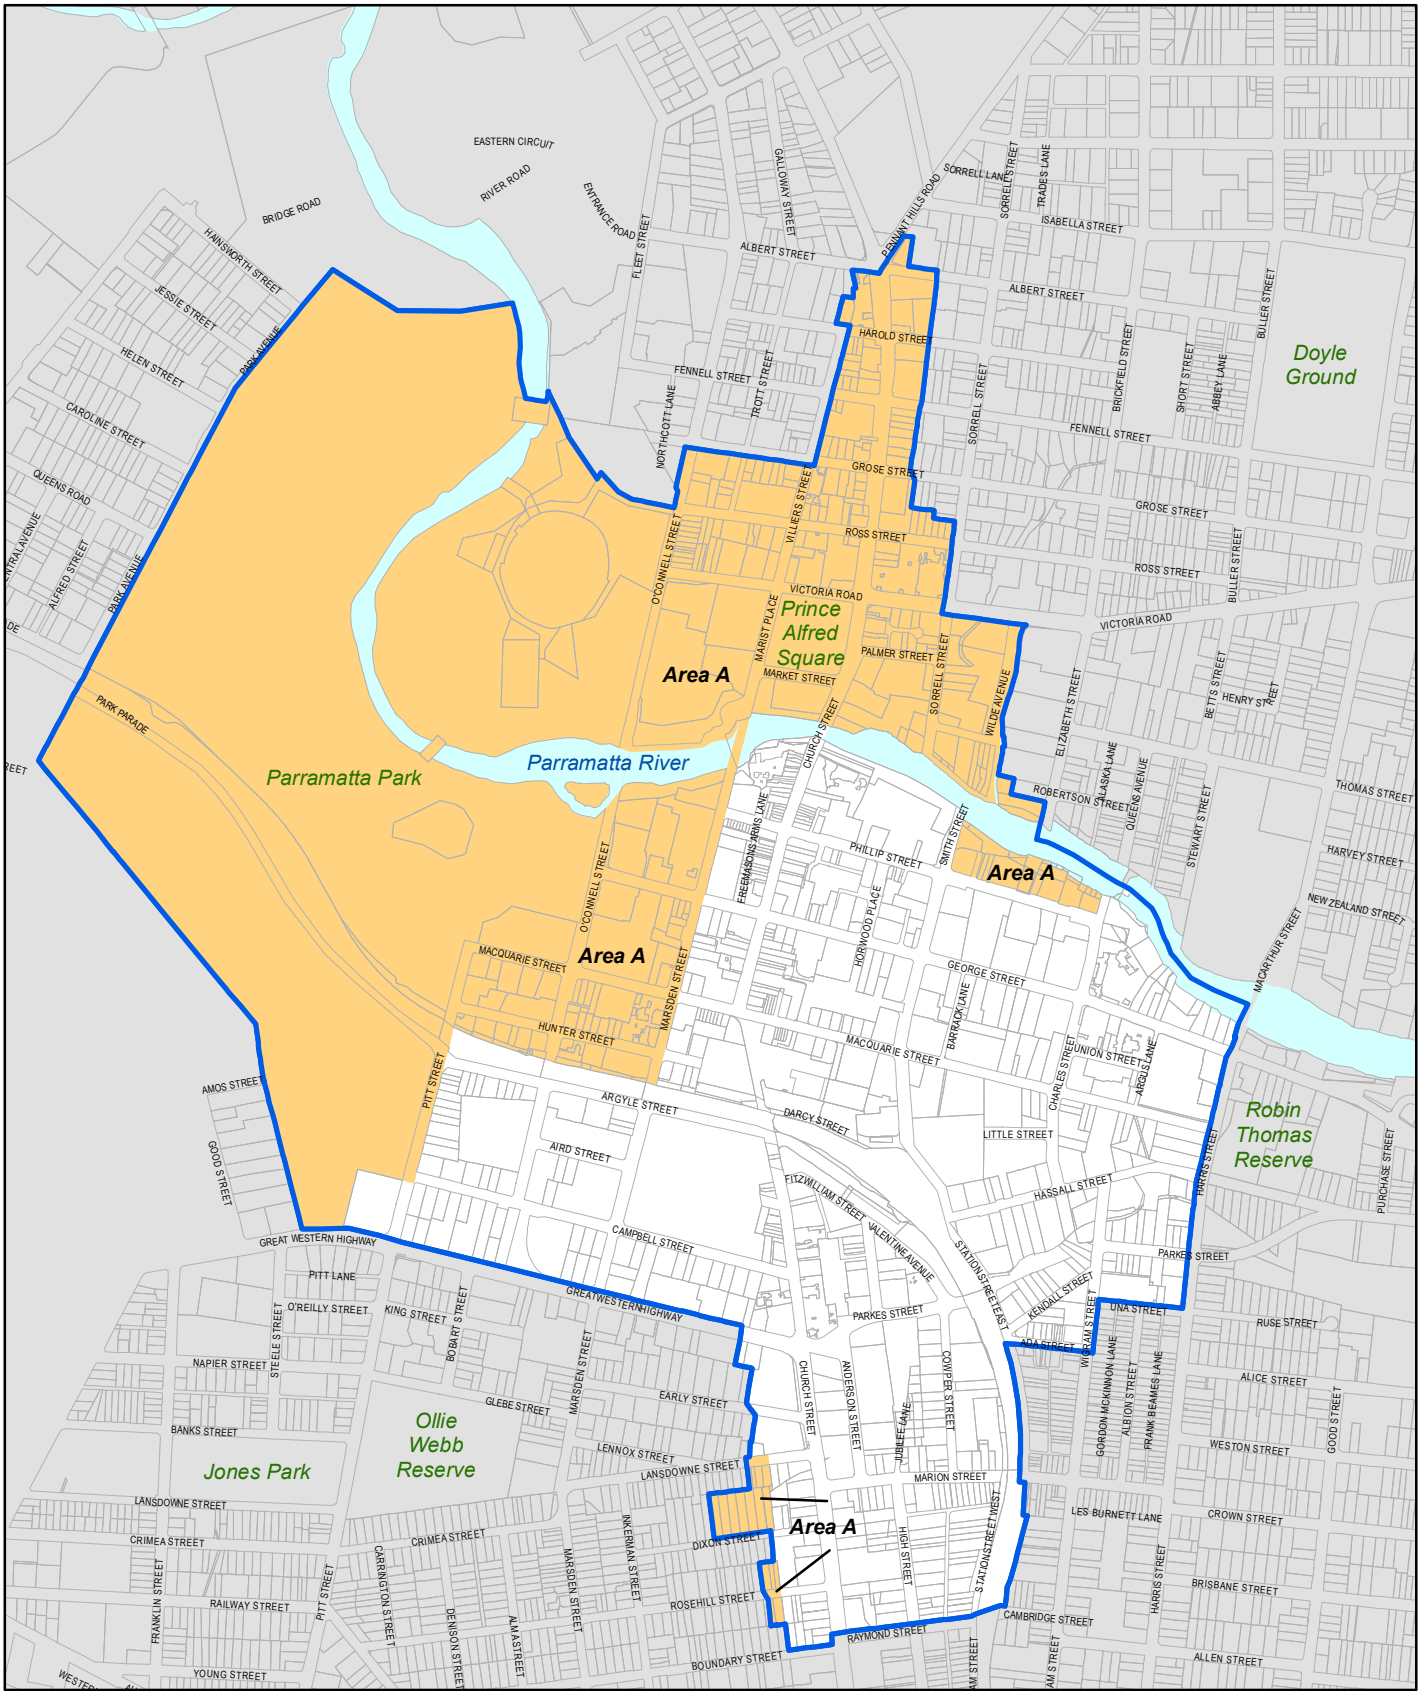 EASTERN CIRCUIT
RIVER ROAD
BRIDGE ROAD
ENTRANCE ROAD
FLEET STREET
GALLOWAY STREET
ALBERT STREET
PENNANT HILLS ROAD
SORRELL LANE
SORRELL STREET
TRADES LANE
ISABELLA STREET
HAINSWORTH STREET
JESSIE STREET
HELEN STREET
PARK AVENUE
CAROLINE STREET
QUEENS ROAD
ALFRED STREET
PARK AVENUE
ALBERT STREET
BULLER STREET
HAROLD STREET
Doyle
Ground
FENNELL STREET
TROTT STREET
NORTHCOTT LANE
SORRELL STREET
BRICKFIELD STREET
SHORT STREET
ABBEY LANE
FENNELL STREET
GROSE STREET
VILLIERS STREET
GROSE STREET
ROSS STREET
O'CONNELL STREET
ROSS STREET
BULLER STREET
VICTORIA ROAD
VICTORIA ROAD
Prince
Alfred
Square
MARIST PLACE
PALMER STREET
MARKET STREET
SORRELL STREET
WILDE AVENUE
ELIZABETH STREET
BETTS STREET
HENRY STREET
Area A
PARK PARADE
Parramatta Park
Parramatta River
CHURCH STREET
ALASKA LANE
QUEENS AVENUE
ROBERTSON STREET
STEWART STREET
THOMAS STREET
HARVEY STREET
NEW ZEALAND STREET
MACARTHUR STREET
FREEMASONS ARMS LANE
PHILLIP STREET
SMITH STREET
Area A
HORWOOD PLACE
O'CONNELL STREET
MACQUARIE STREET
Area A
MARSDEN STREET
HUNTER STREET
GEORGE STREET
BARRACK LANE
MACQUARIE STREET
CHARLES STREET
UNION STREET
ARGUS LANE
PITT STREET
AMOS STREET
GOOD STREET
ARGYLE STREET
AIRD STREET
DARCY STREET
LITTLE STREET
HASSALL STREET
HARRIS STREET
Robin
Thomas
Reserve
PURCHASE STREET
FITZWILLIAM STREET
VALENTINE AVENUE
CAMPBELL STREET
STATION STREET EAST
PARKES STREET
GREAT WESTERN HIGHWAY
GREAT WESTERN HIGHWAY
PITT LANE
O'REILLY STREET
KING STREET
BOBART STREET
STEELE STREET
NAPIER STREET
PARKES STREET
KENDALL STREET
UNA STREET
ADA STREET
WIGRAM STREET
RUSE STREET
ALICE STREET
MARSDEN STREET
EARLY STREET
GLEBE STREET
CHURCH STREET
ANDERSON STREET
JUBILEE LANE
COWPER STREET
GORDON MCKINNON LANE
ALBION STREET
FRANK BEAMES LANE
GOOD STREET
WESTON STREET
BANKS STREET
Ollie
Webb
Reserve
Jones Park
LENNOX STREET
LANSDOWNE STREET
MARION STREET
LANSDOWNE STREET
CRIMEA STREET
CRIMEA STREET
INKERMAN STREET
DIXON STREET
Area A
HIGH STREET
STATION STREET WEST
LES BURNETT LANE
CROWN STREET
FRANKLIN STREET
PITT STREET
CARRINGTON STREET
MARSDEN STREET
ROSEHILL STREET
HARRIS STREET
BRISBANE STREET
RAILWAY STREET
DENISON STREET
ALMA STREET
CAMBRIDGE STREET
RAYMOND STREET
BOUNDARY STREET
ALLEN STREET
YOUNG STREET